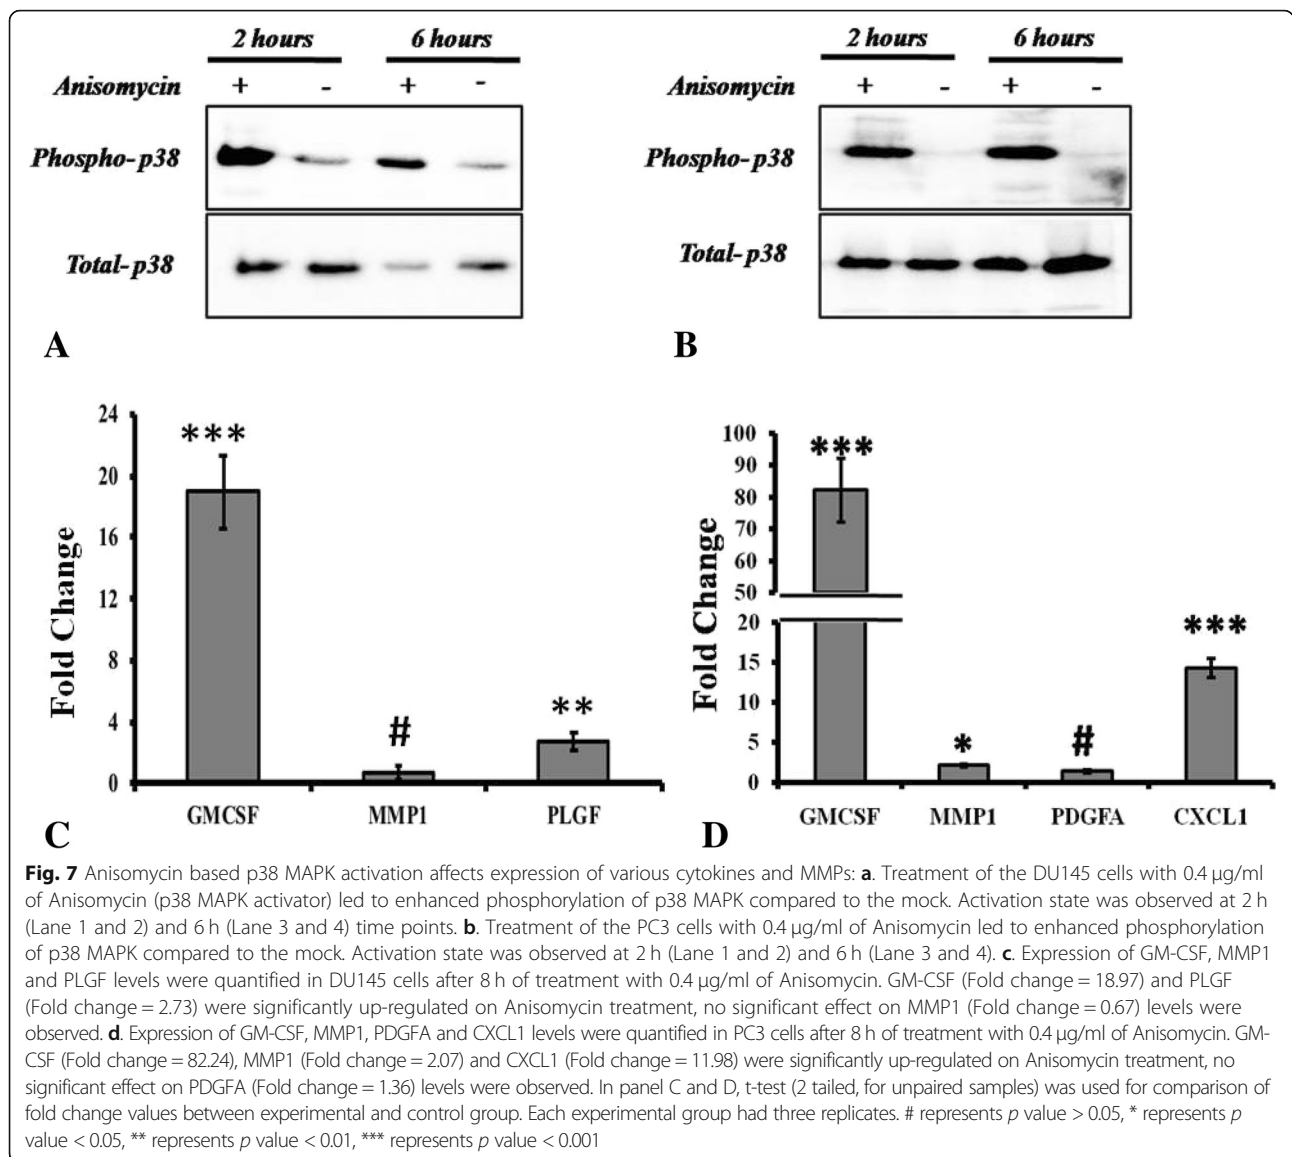 2 hours 6 hours
Anisomycin + - + -
Phospho-p38
Total-p38
A
2 hours 6 hours
Anisomycin + - + -
Phospho-p38
Total-p38
B
Fold Change
24
20
16
12
8
4
0
***
#
**
GMCSF MMP1 PLGF
C
Fold Change
100
90
80
70
60
50
20
15
10
5
0
***
*
#
***
GMCSF MMP1 PDGFA CXCL1
D
Fig. 7 Anisomycin based p38 MAPK activation affects expression of various cytokines and MMPs: a. Treatment of the DU145 cells with 0.4 μg/ml
of Anisomycin (p38 MAPK activator) led to enhanced phosphorylation of p38 MAPK compared to the mock. Activation state was observed at 2 h
(Lane 1 and 2) and 6 h (Lane 3 and 4) time points. b. Treatment of the PC3 cells with 0.4 μg/ml of Anisomycin led to enhanced phosphorylation
of p38 MAPK compared to the mock. Activation state was observed at 2 h (Lane 1 and 2) and 6 h (Lane 3 and 4). c. Expression of GM-CSF, MMP1
and PLGF levels were quantified in DU145 cells after 8 h of treatment with 0.4 μg/ml of Anisomycin. GM-CSF (Fold change = 18.97) and PLGF
(Fold change = 2.73) were significantly up-regulated on Anisomycin treatment, no significant effect on MMP1 (Fold change = 0.67) levels were
observed. d. Expression of GM-CSF, MMP1, PDGFA and CXCL1 levels were quantified in PC3 cells after 8 h of treatment with 0.4 μg/ml of Anisomycin. GM-
CSF (Fold change = 82.24), MMP1 (Fold change = 2.07) and CXCL1 (Fold change = 11.98) were significantly up-regulated on Anisomycin treatment, no
significant effect on PDGFA (Fold change = 1.36) levels were observed. In panel C and D, t-test (2 tailed, for unpaired samples) was used for comparison of
fold change values between experimental and control group. Each experimental group had three replicates. # represents p value > 0.05, * represents p
value < 0.05, ** represents p value < 0.01, *** represents p value < 0.001